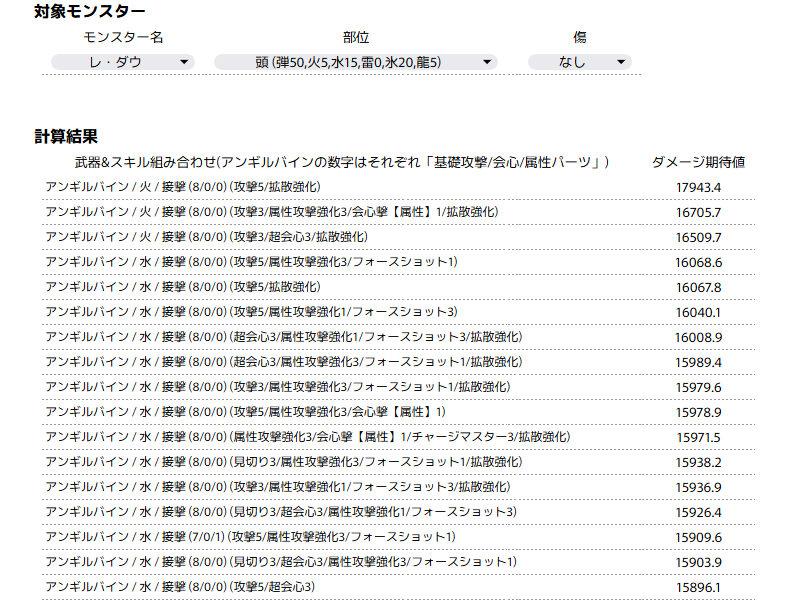 対象モンスター
モンスター名 部位 傷
レ・ダウ 頭(弾50,火5,水15,雷0,氷20,龍5) なし
計算結果
武器&スキル組み合わせ(アンギルバインの数字はそれぞれ「基礎攻撃/会心/属性パーツ」) ダメージ期待値
アンギルバイン / 火 / 接撃(8/0/0)(攻撃5/拡散強化) 17943.4
アンギルバイン / 火 / 接撃(8/0/0)(攻撃3/属性攻撃強化3/会心撃【属性】1/拡散強化) 16705.7
アンギルバイン / 火 / 接撃(8/0/0)(攻撃3/超会心3/拡散強化) 16509.7
アンギルバイン / 水 / 接撃(8/0/0)(攻撃5/属性攻撃強化3/フォースショット1) 16068.6
アンギルバイン / 水 / 接撃(8/0/0)(攻撃5/拡散強化) 16067.8
アンギルバイン / 水 / 接撃(8/0/0)(攻撃5/属性攻撃強化1/フォースショット3) 16040.1
アンギルバイン / 水 / 接撃(8/0/0)(超会心3/属性攻撃強化1/フォースショット3/拡散強化) 16008.9
アンギルバイン / 水 / 接撃(8/0/0)(超会心3/属性攻撃強化3/フォースショット1/拡散強化) 15989.4
アンギルバイン / 水 / 接撃(8/0/0)(攻撃3/属性攻撃強化3/フォースショット1/拡散強化) 15979.6
アンギルバイン / 水 / 接撃(8/0/0)(攻撃5/属性攻撃強化3/会心撃【属性】1) 15978.9
アンギルバイン / 水 / 接撃(8/0/0)(属性攻撃強化3/会心撃【属性】1/チャージマスター3/拡散強化) 15971.5
アンギルバイン / 水 / 接撃(8/0/0)(見切り3/属性攻撃強化3/フォースショット1/拡散強化) 15938.2
アンギルバイン / 水 / 接撃(8/0/0)(攻撃3/属性攻撃強化1/フォースショット3/拡散強化) 15936.9
アンギルバイン / 水 / 接撃(8/0/0)(見切り3/超会心3/属性攻撃強化1/フォースショット3) 15926.4
アンギルバイン / 水 / 接撃(7/0/1)(攻撃5/属性攻撃強化3/フォースショット1) 15909.6
アンギルバイン / 水 / 接撃(8/0/0)(見切り3/超会心3/属性攻撃強化3/フォースショット1) 15903.9
アンギルバイン / 水 / 接撃(8/0/0)(攻撃5/超会心3) 15896.1